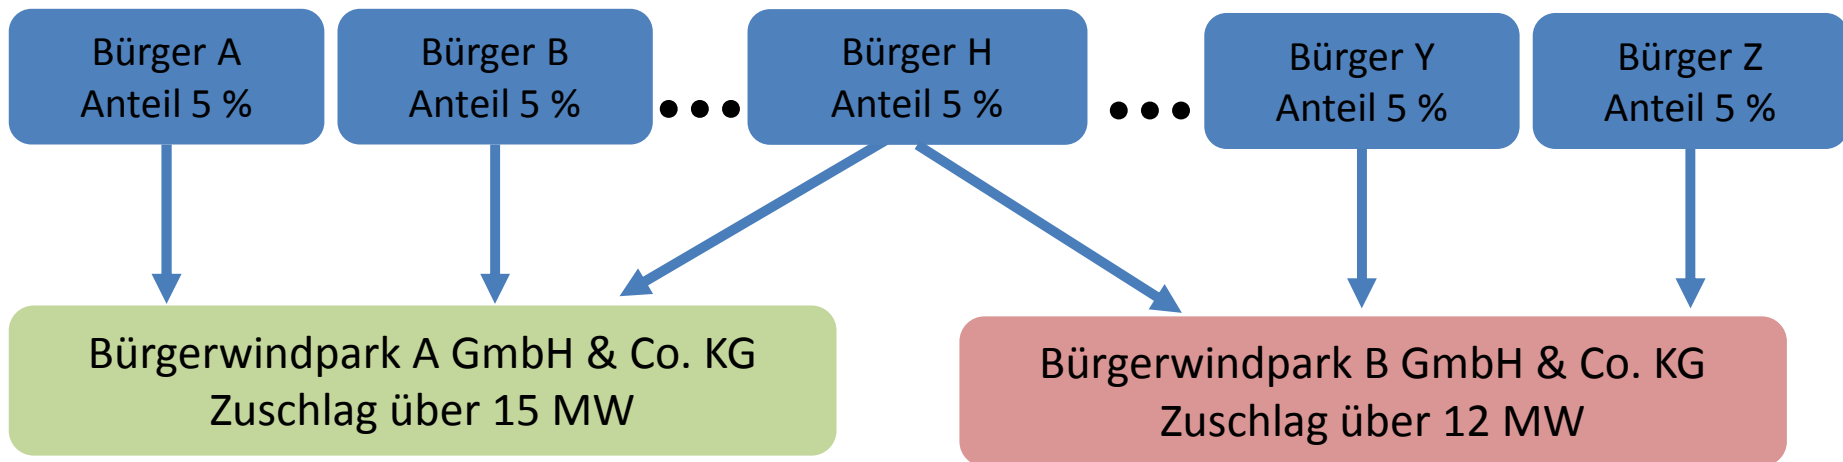 Bürger A
Anteil 5 %
Bürger B
Anteil 5 %
Bürger H
Anteil 5 %
Bürger Y
Anteil 5 %
Bürger Z
Anteil 5 %
Bürgerwindpark A GmbH & Co. KG
Zuschlag über 15 MW
Bürgerwindpark B GmbH & Co. KG
Zuschlag über 12 MW